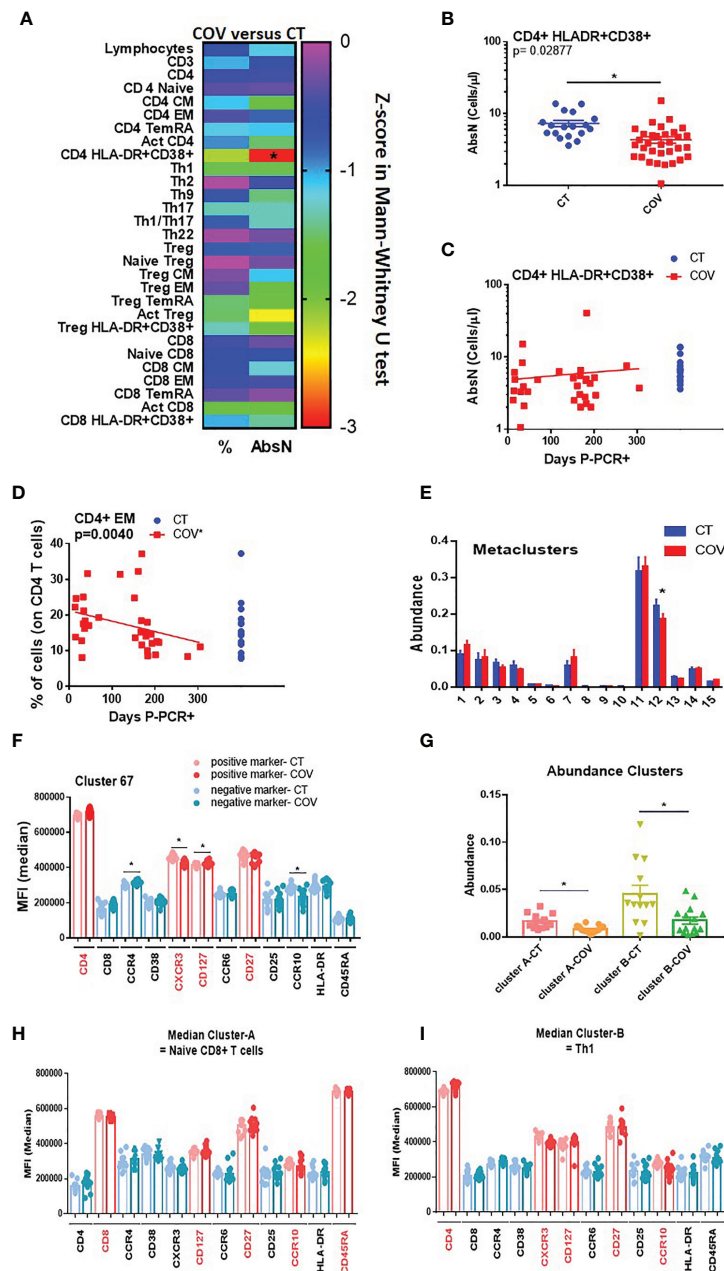 A
COV versus CT
Lymphocytes
CD3
CD4
CD 4 Naive
CD4 CM
CD4 EM
CD4 TemRA
Act CD4
CD4 HLA-DR+CD38+
Th1
Th2
Th9
Th17
Th1/Th17
Th22
Treg
Naive Treg
Treg CM
Treg EM
Treg TemRA
Act Treg
Treg HLA-DR+CD38+
CD8
Naive CD8
CD8 CM
CD8 EM
CD8 TemRA
Act CD8
CD8 HLA-DR+CD38+
*
% AbsN
0
-1
-2
-3
Z-score in Mann-Whitney U test
B
CD4+ HLADR+CD38+
p= 0.02877
*
AbsN (Cells/µl)
100
10
1
CT COV
C
CD4+ HLA-DR+CD38+
CT
COV
AbsN (Cells/µl)
100
10
1
0 100 200 300 400
Days P-PCR+
D
CD4+ EM
p=0.0040
CT
COV*
% of cells (on CD4 T cells)
40
30
20
10
0
0 100 200 300 400
Days P-PCR+
E
Metaclusters
CT
COV
*
Abundance
0.4
0.3
0.2
0.1
0.0
1 2 3 4 5 6 7 8 9 10 11 12 13 14 15
F
Cluster 67
positive marker- CT
positive marker- COV
negative marker- CT
negative marker- COV
MFI (median)
800000
600000
400000
200000
0
* * * *
CD4 CD8 CCR4 CD38 CXCR3 CD127 CCR6 CD27 CD25 CCR10 HLA-DR CD45RA
G
Abundance Clusters
Abundance
0.15
0.10
0.05
0.00
* *
cluster A-CT cluster A-COV cluster B-CT cluster B-COV
H
Median Cluster-A
= Naive CD8+ T cells
MFI (Median)
800000
600000
400000
200000
0
CD4 CD8 CCR4 CD38 CXCR3 CD127 CCR6 CD27 CD25 CCR10 HLA-DR CD45RA
I
Median Cluster-B
= Th1
MFI (Median)
800000
600000
400000
200000
0
CD4 CD8 CCR4 CD38 CXCR3 CD127 CCR6 CD27 CD25 CCR10 HLA-DR CD45RA